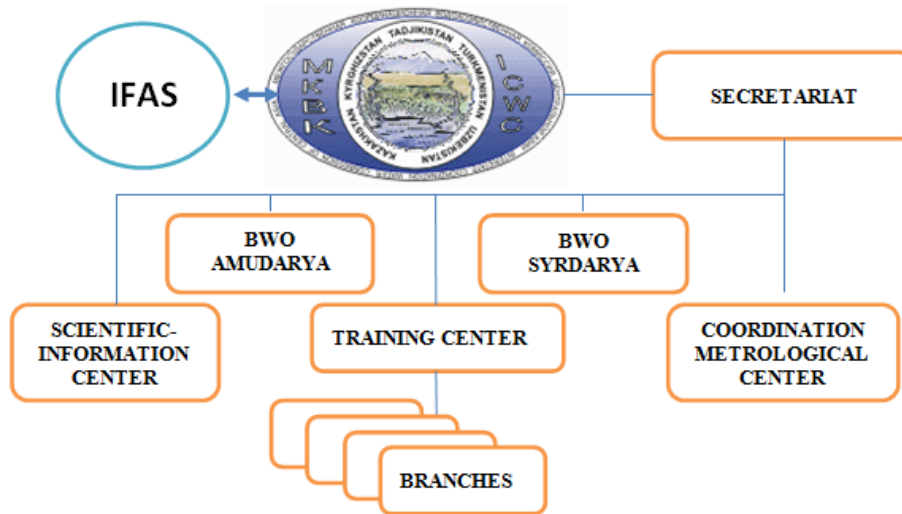 IFAS
KAZAKHSTAN KYRGHIZSTAN TADJIKISTAN TURKMENISTAN UZBEKISTAN
МКВК
ICWC
SECRETARIAT
BWO
AMUDARYA
BWO
SYRDARYA
SCIENTIFIC-
INFORMATION
CENTER
TRAINING CENTER
COORDINATION
METROLOGICAL
CENTER
BRANCHES